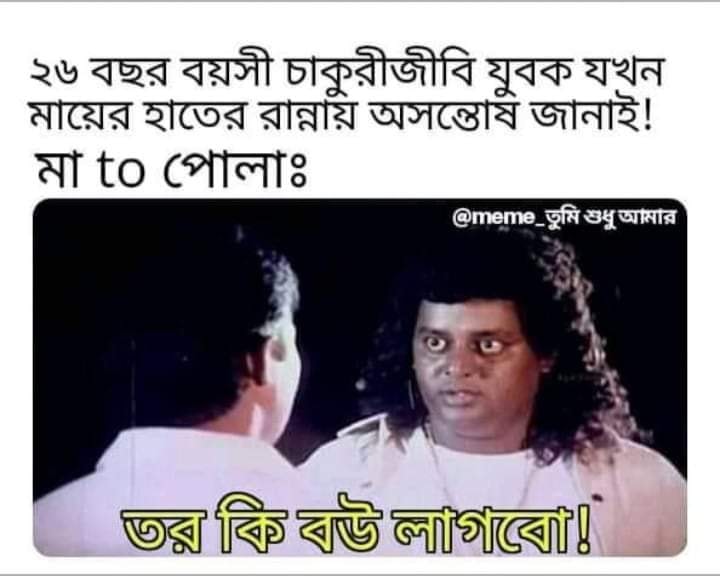 ২৬ বছর বয়সী চাকুরীজীবি যুবক যখন
মায়ের হাতের রান্নায় অসন্তোষ জানাই!
মা to পোলাঃ
@meme_তুমি শুধু আমার
তর কি বউ লাগবো!